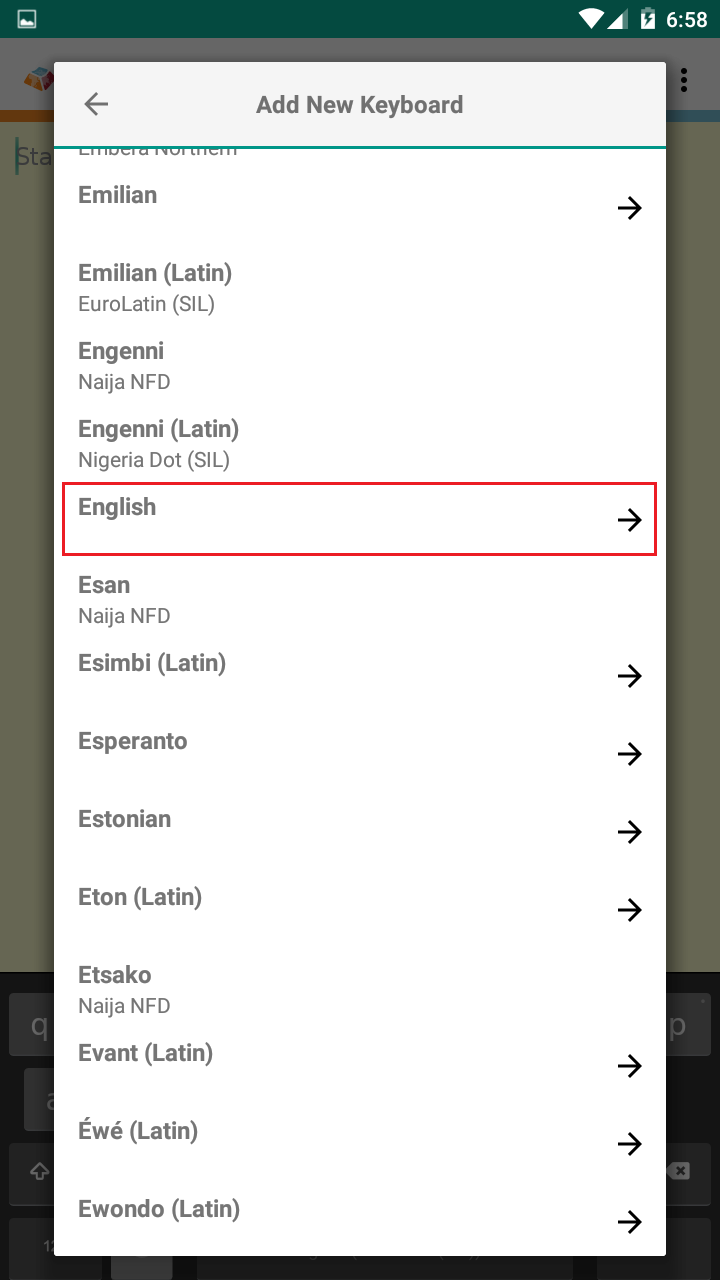 6:58
Add New Keyboard
Sta
Embera Northern
Emilian
Emilian (Latin)
EuroLatin (SIL)
Engenni
Naija NFD
Engenni (Latin)
Nigeria Dot (SIL)
English
Esan
Naija NFD
Esimbi (Latin)
Esperanto
Estonian
Eton (Latin)
Etsako
Naija NFD
Evant (Latin)
Éwé (Latin)
Ewondo (Latin)
q p
a
12